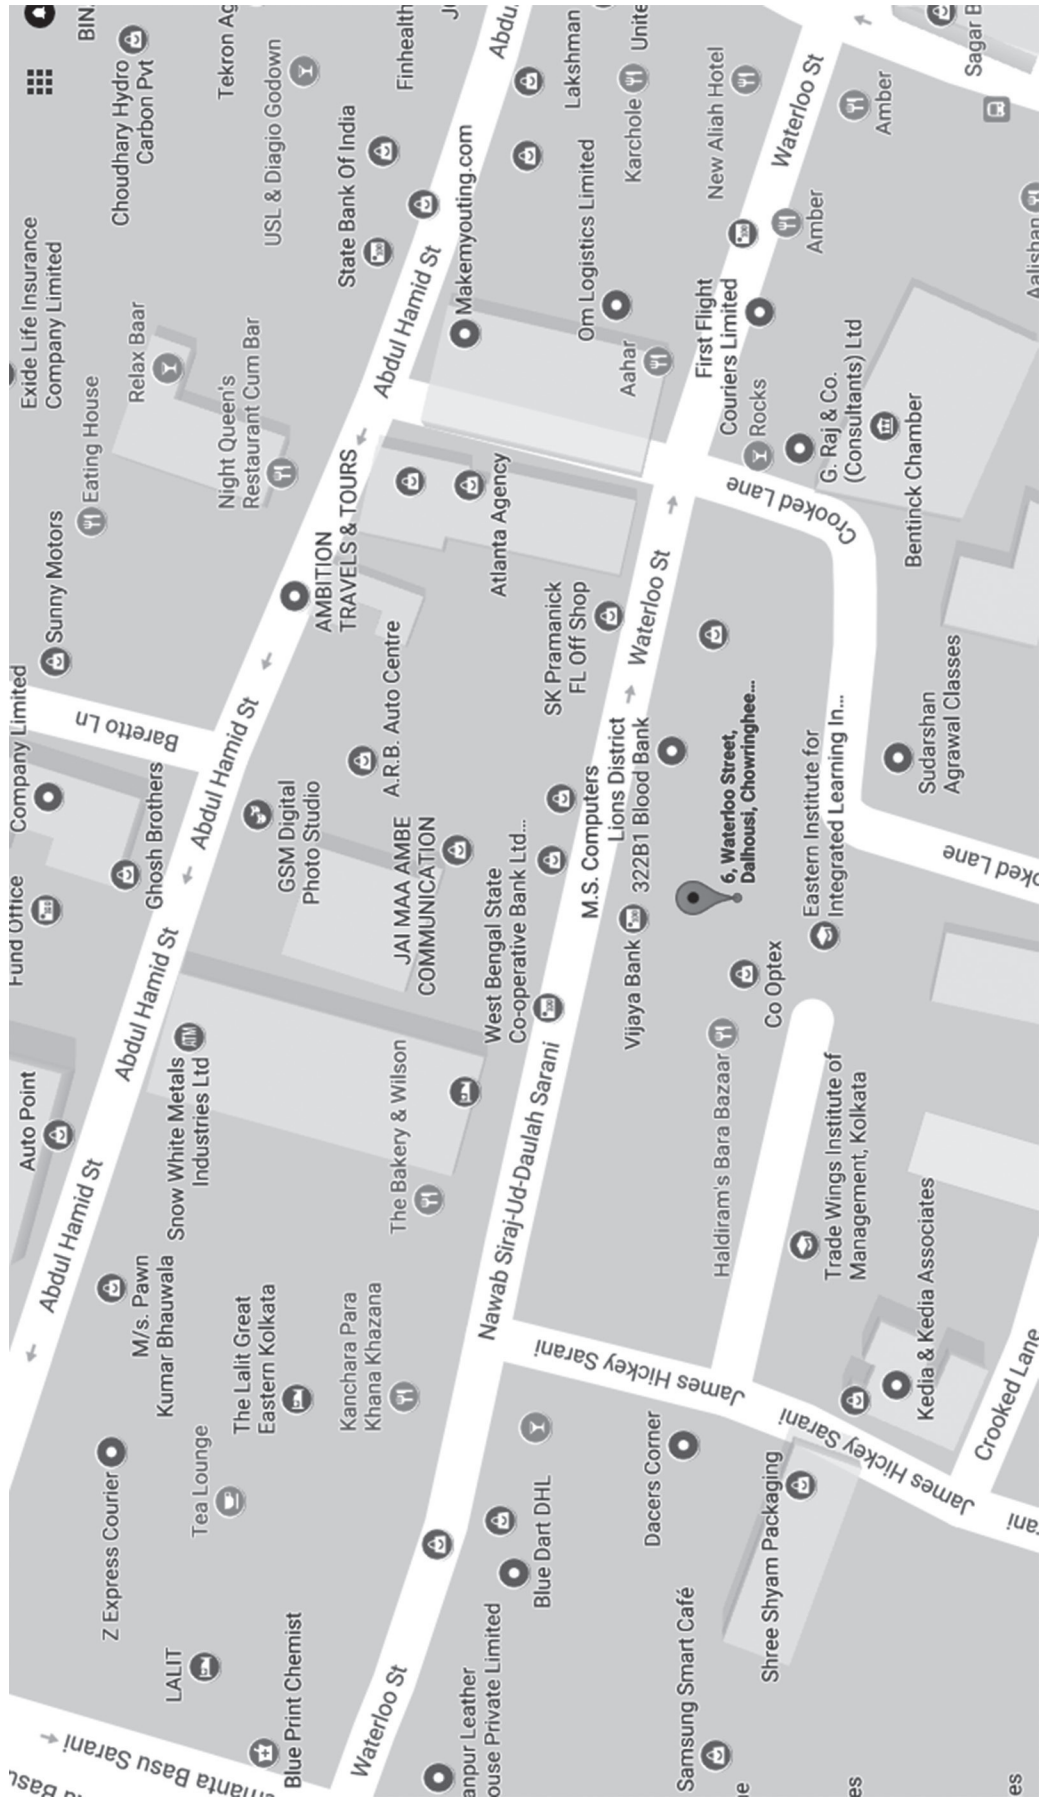 Fund Office
Company Limited
Exide Life Insurance
Company Limited
BIN
Auto Point
Sunny Motors
Eating House
Choudhary Hydro
Carbon Pvt
Abdul Hamid St
Z Express Courier
M/s. Pawn
Kumar Bhauwala
Baretto Ln
Relax Baar
Abdul Hamid St
Ghosh Brothers
LALIT
Tea Lounge
Snow White Metals
Industries Ltd
Abdul Hamid St
Night Queen's
Restaurant Cum Bar
Tekron Ag
USL & Diagio Godown
The Lalit Great
Eastern Kolkata
GSM Digital
Photo Studio
Blue Print Chemist
AMBITION
TRAVELS & TOURS
State Bank Of India
Kanchara Para
Khana Khazana
A.R.B. Auto Centre
Abdul Hamid St
Finhealth
Waterloo St
The Bakery & Wilson
JAI MAA AMBE
COMMUNICATION
Makemyouting.com
anpur Leather
ouse Private Limited
Nawab Siraj-Ud-Daulah Sarani
West Bengal State
Co-operative Bank Ltd...
Atlanta Agency
Abdu
Blue Dart DHL
James Hickey Sarani
SK Pramanick
FL Off Shop
Om Logistics Limited
Lakshman
M.S. Computers
Lions District
322B1 Blood Bank
Vijaya Bank
Waterloo St
Aahar
Karchole
Unite
Dacers Corner
Samsung Smart Café
Haldiram's Bara Bazaar
6, Waterloo Street,
Dalhousi, Chowringhee...
First Flight
Couriers Limited
New Aliah Hotel
James Hickey Sarani
Co Optex
Crooked Lane
Rocks
Waterloo St
Shree Shyam Packaging
Eastern Institute for
Integrated Learning In...
G. Raj & Co.
(Consultants) Ltd
Amber
Trade Wings Institute of
Management, Kolkata
Amber
Kedia & Kedia Associates
Sudarshan
Agrawal Classes
Bentinck Chamber
Crooked Lane
Sagar B
Aalishan